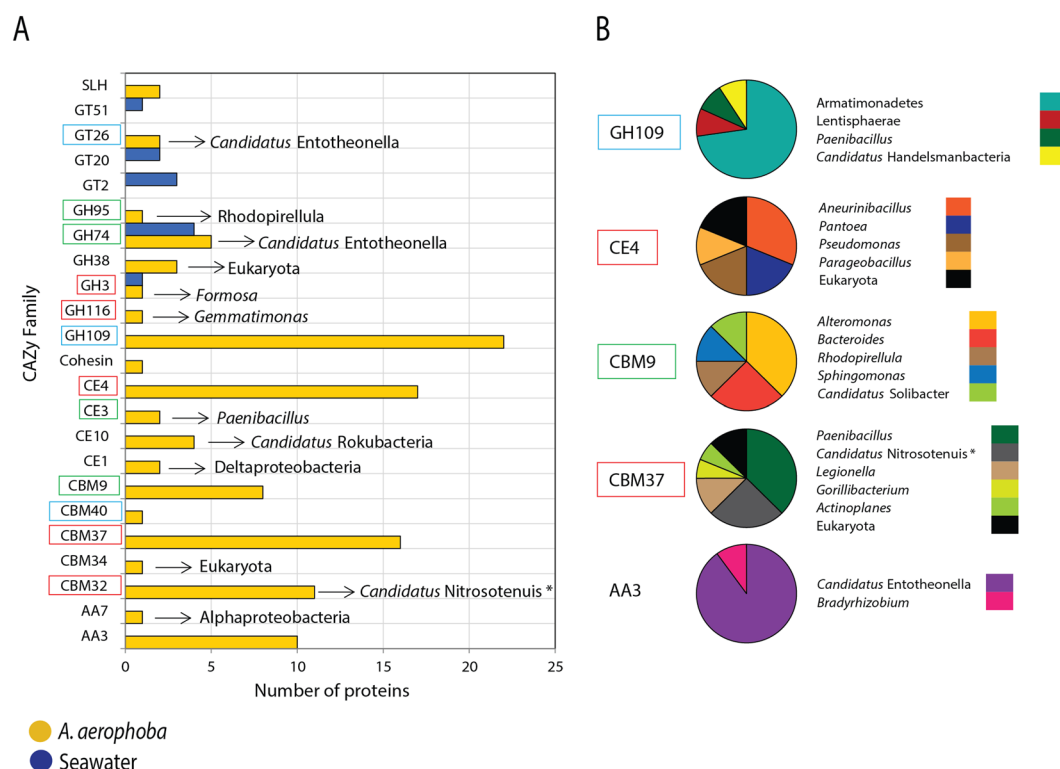 A
B
CAZy Family
SLH
GT51
GT26
Candidatus Entotheonella
GT20
GT2
GH95
Rhodopirellula
GH74
Candidatus Entotheonella
GH38
Eukaryota
GH3
Formosa
GH116
Gemmatimonas
GH109
Cohesin
CE4
CE3
Paenibacillus
CE10
Candidatus Rokubacteria
CE1
Deltaproteobacteria
CBM9
CBM40
CBM37
CBM34
Eukaryota
CBM32
Candidatus Nitrosotenuis *
AA7
Alphaproteobacteria
AA3
0 5 10 15 20 25
Number of proteins
A. aerophoba
Seawater
GH109
Armatimonadetes
Lentisphaerae
Paenibacillus
Candidatus Handelsmanbacteria
CE4
Aneurinibacillus
Pantoea
Pseudomonas
Parageobacillus
Eukaryota
CBM9
Alteromonas
Bacteroides
Rhodopirellula
Sphingomonas
Candidatus Solibacter
CBM37
Paenibacillus
Candidatus Nitrosotenuis *
Legionella
Gorillibacterium
Actinoplanes
Eukaryota
AA3
Candidatus Entotheonella
Bradyrhizobium